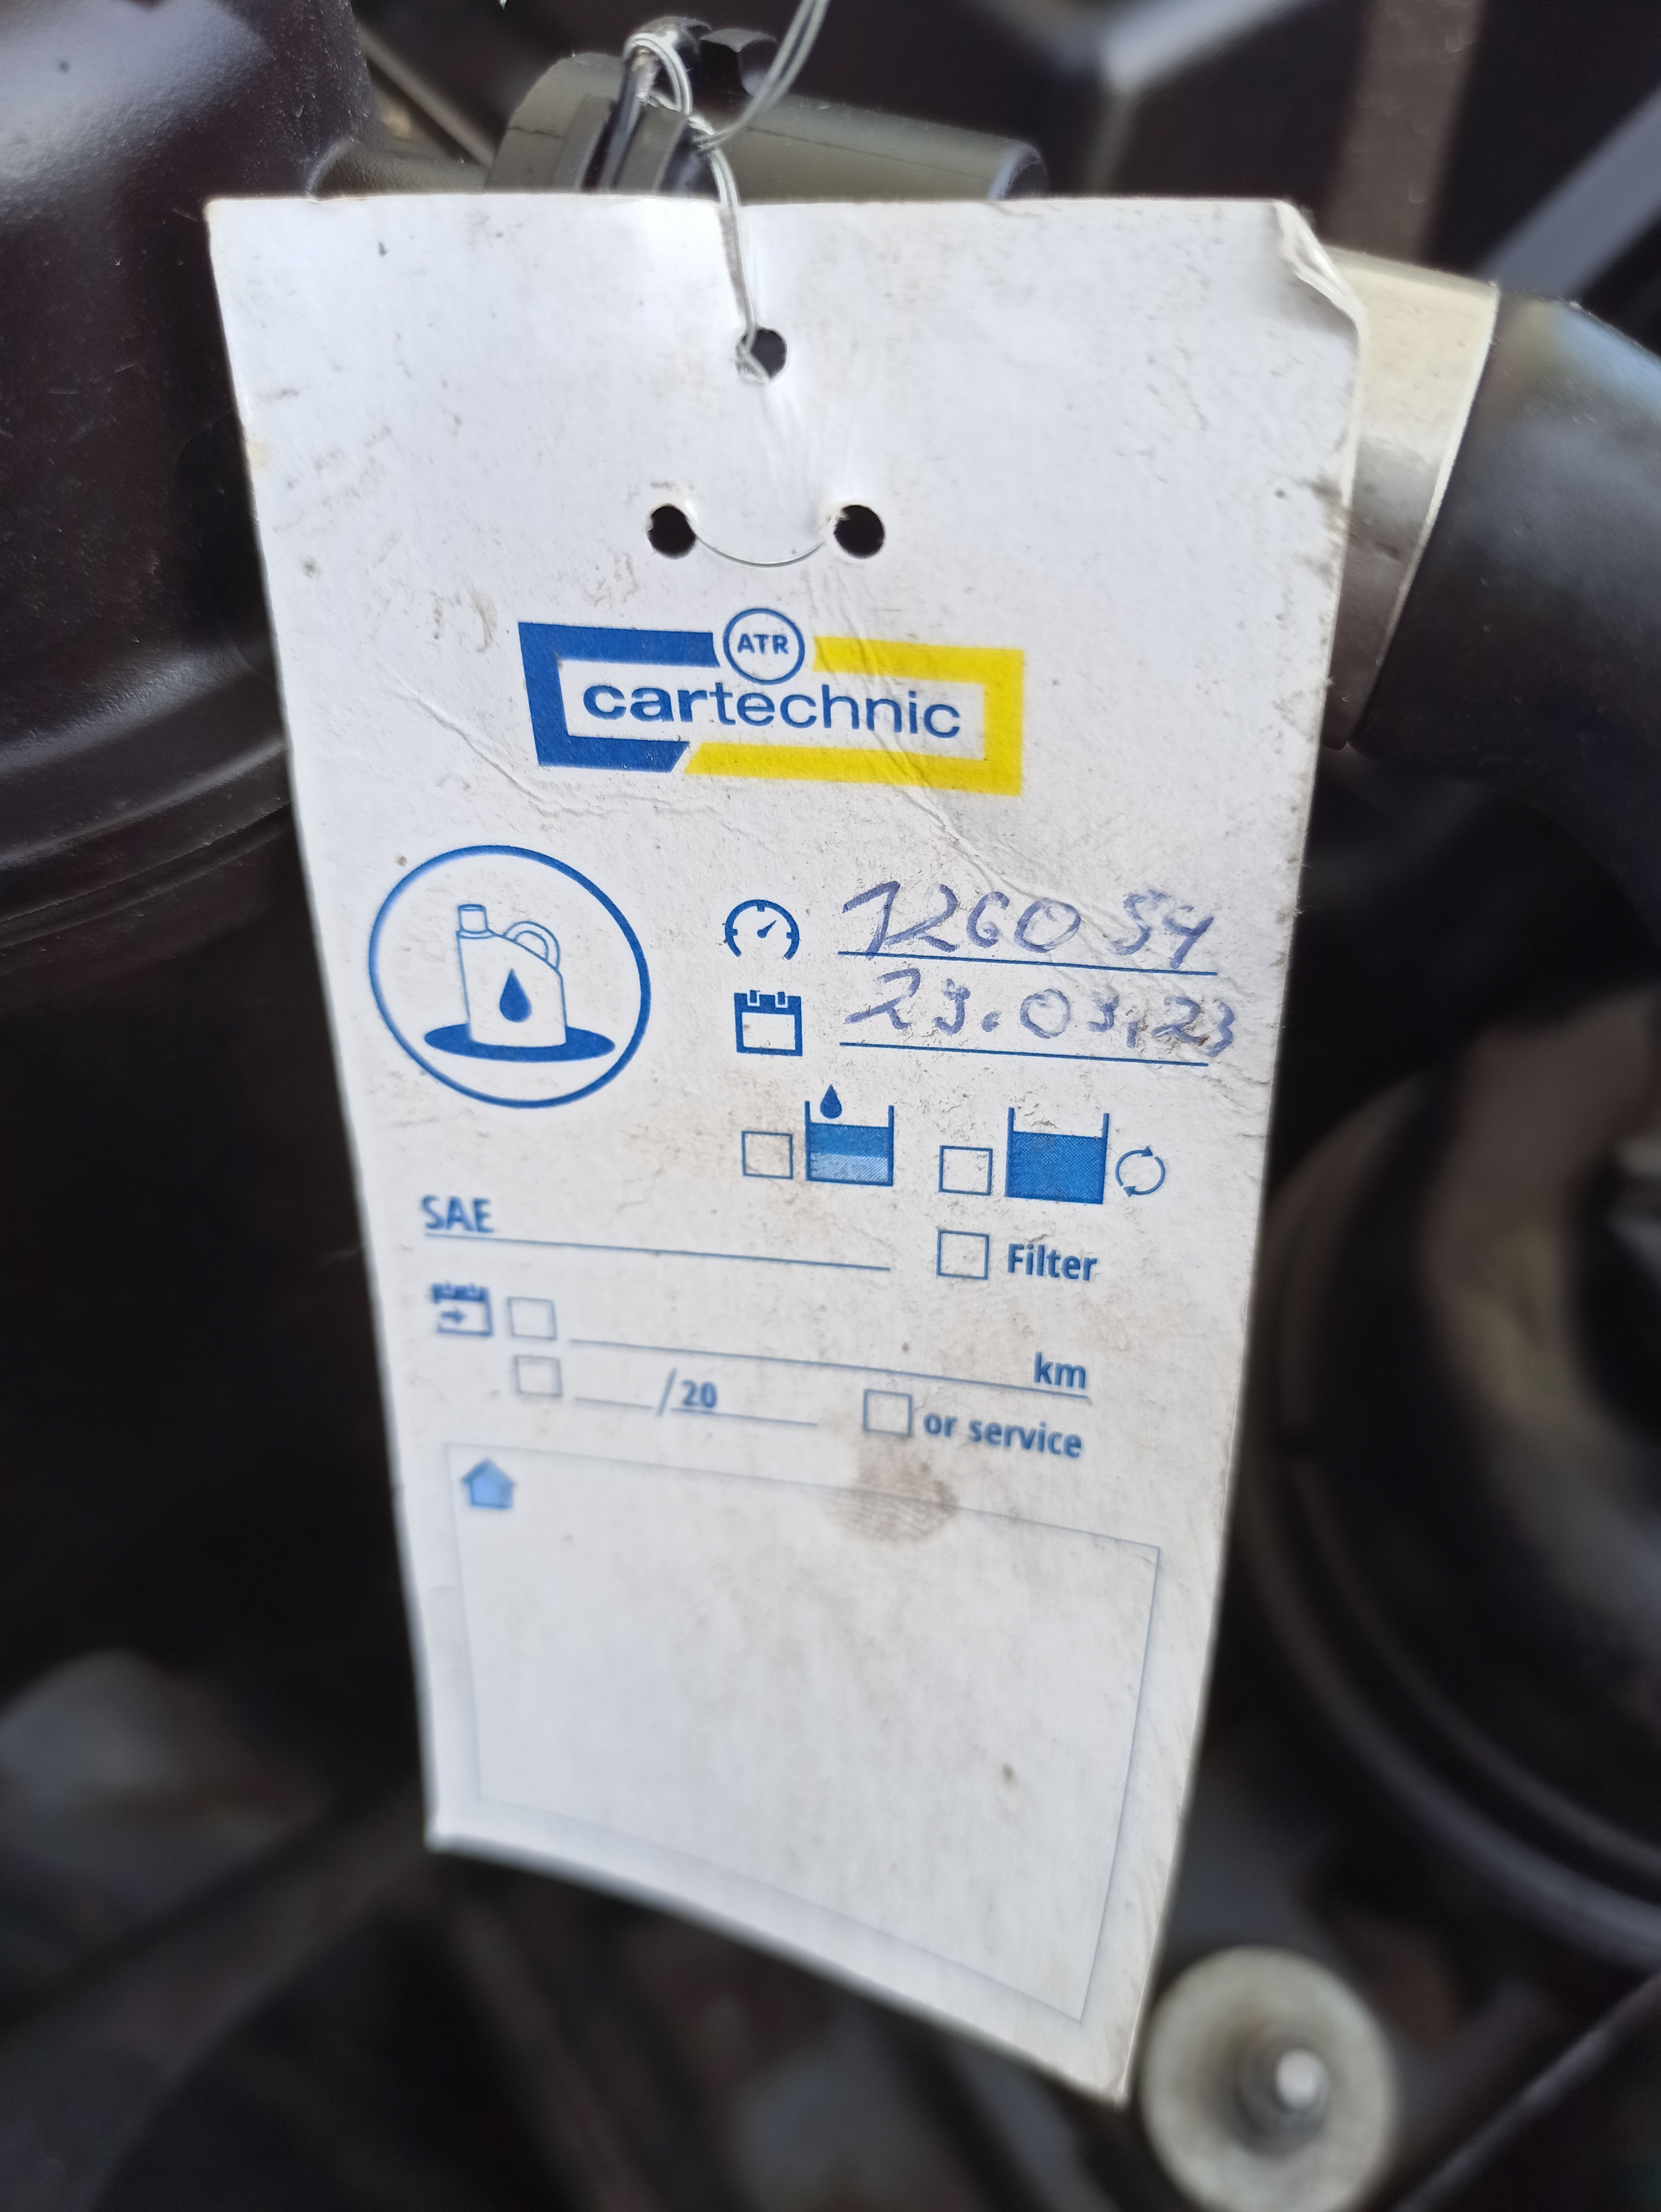 ATR
cartechnic
126054
23.03.23
SAE
Filter
km
/20
or service